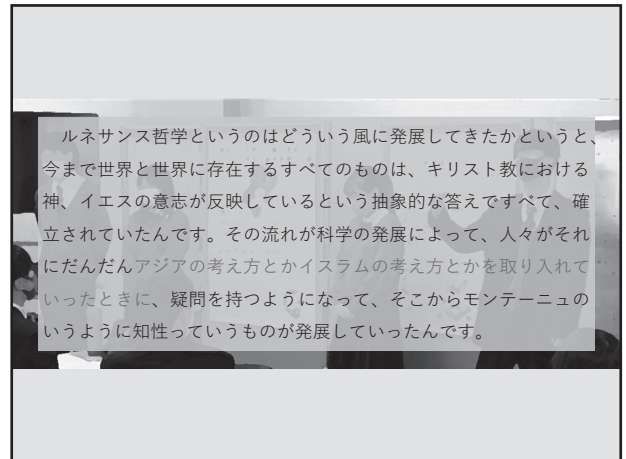 ルネサンス哲学というのはどういう風に発展してきたかというと、
今まで世界と世界に存在するすべてのものは、キリスト教における
神、イエスの意志が反映しているという抽象的な答えですべて、確
立されていたんです。その流れが科学の発展によって、人々がそれ
にだんだんアジアの考え方とかイスラムの考え方とかを取り入れて
いったときに、疑問を持つようになって、そこからモンテーニュの
いうように知性っていうものが発展していったんです。